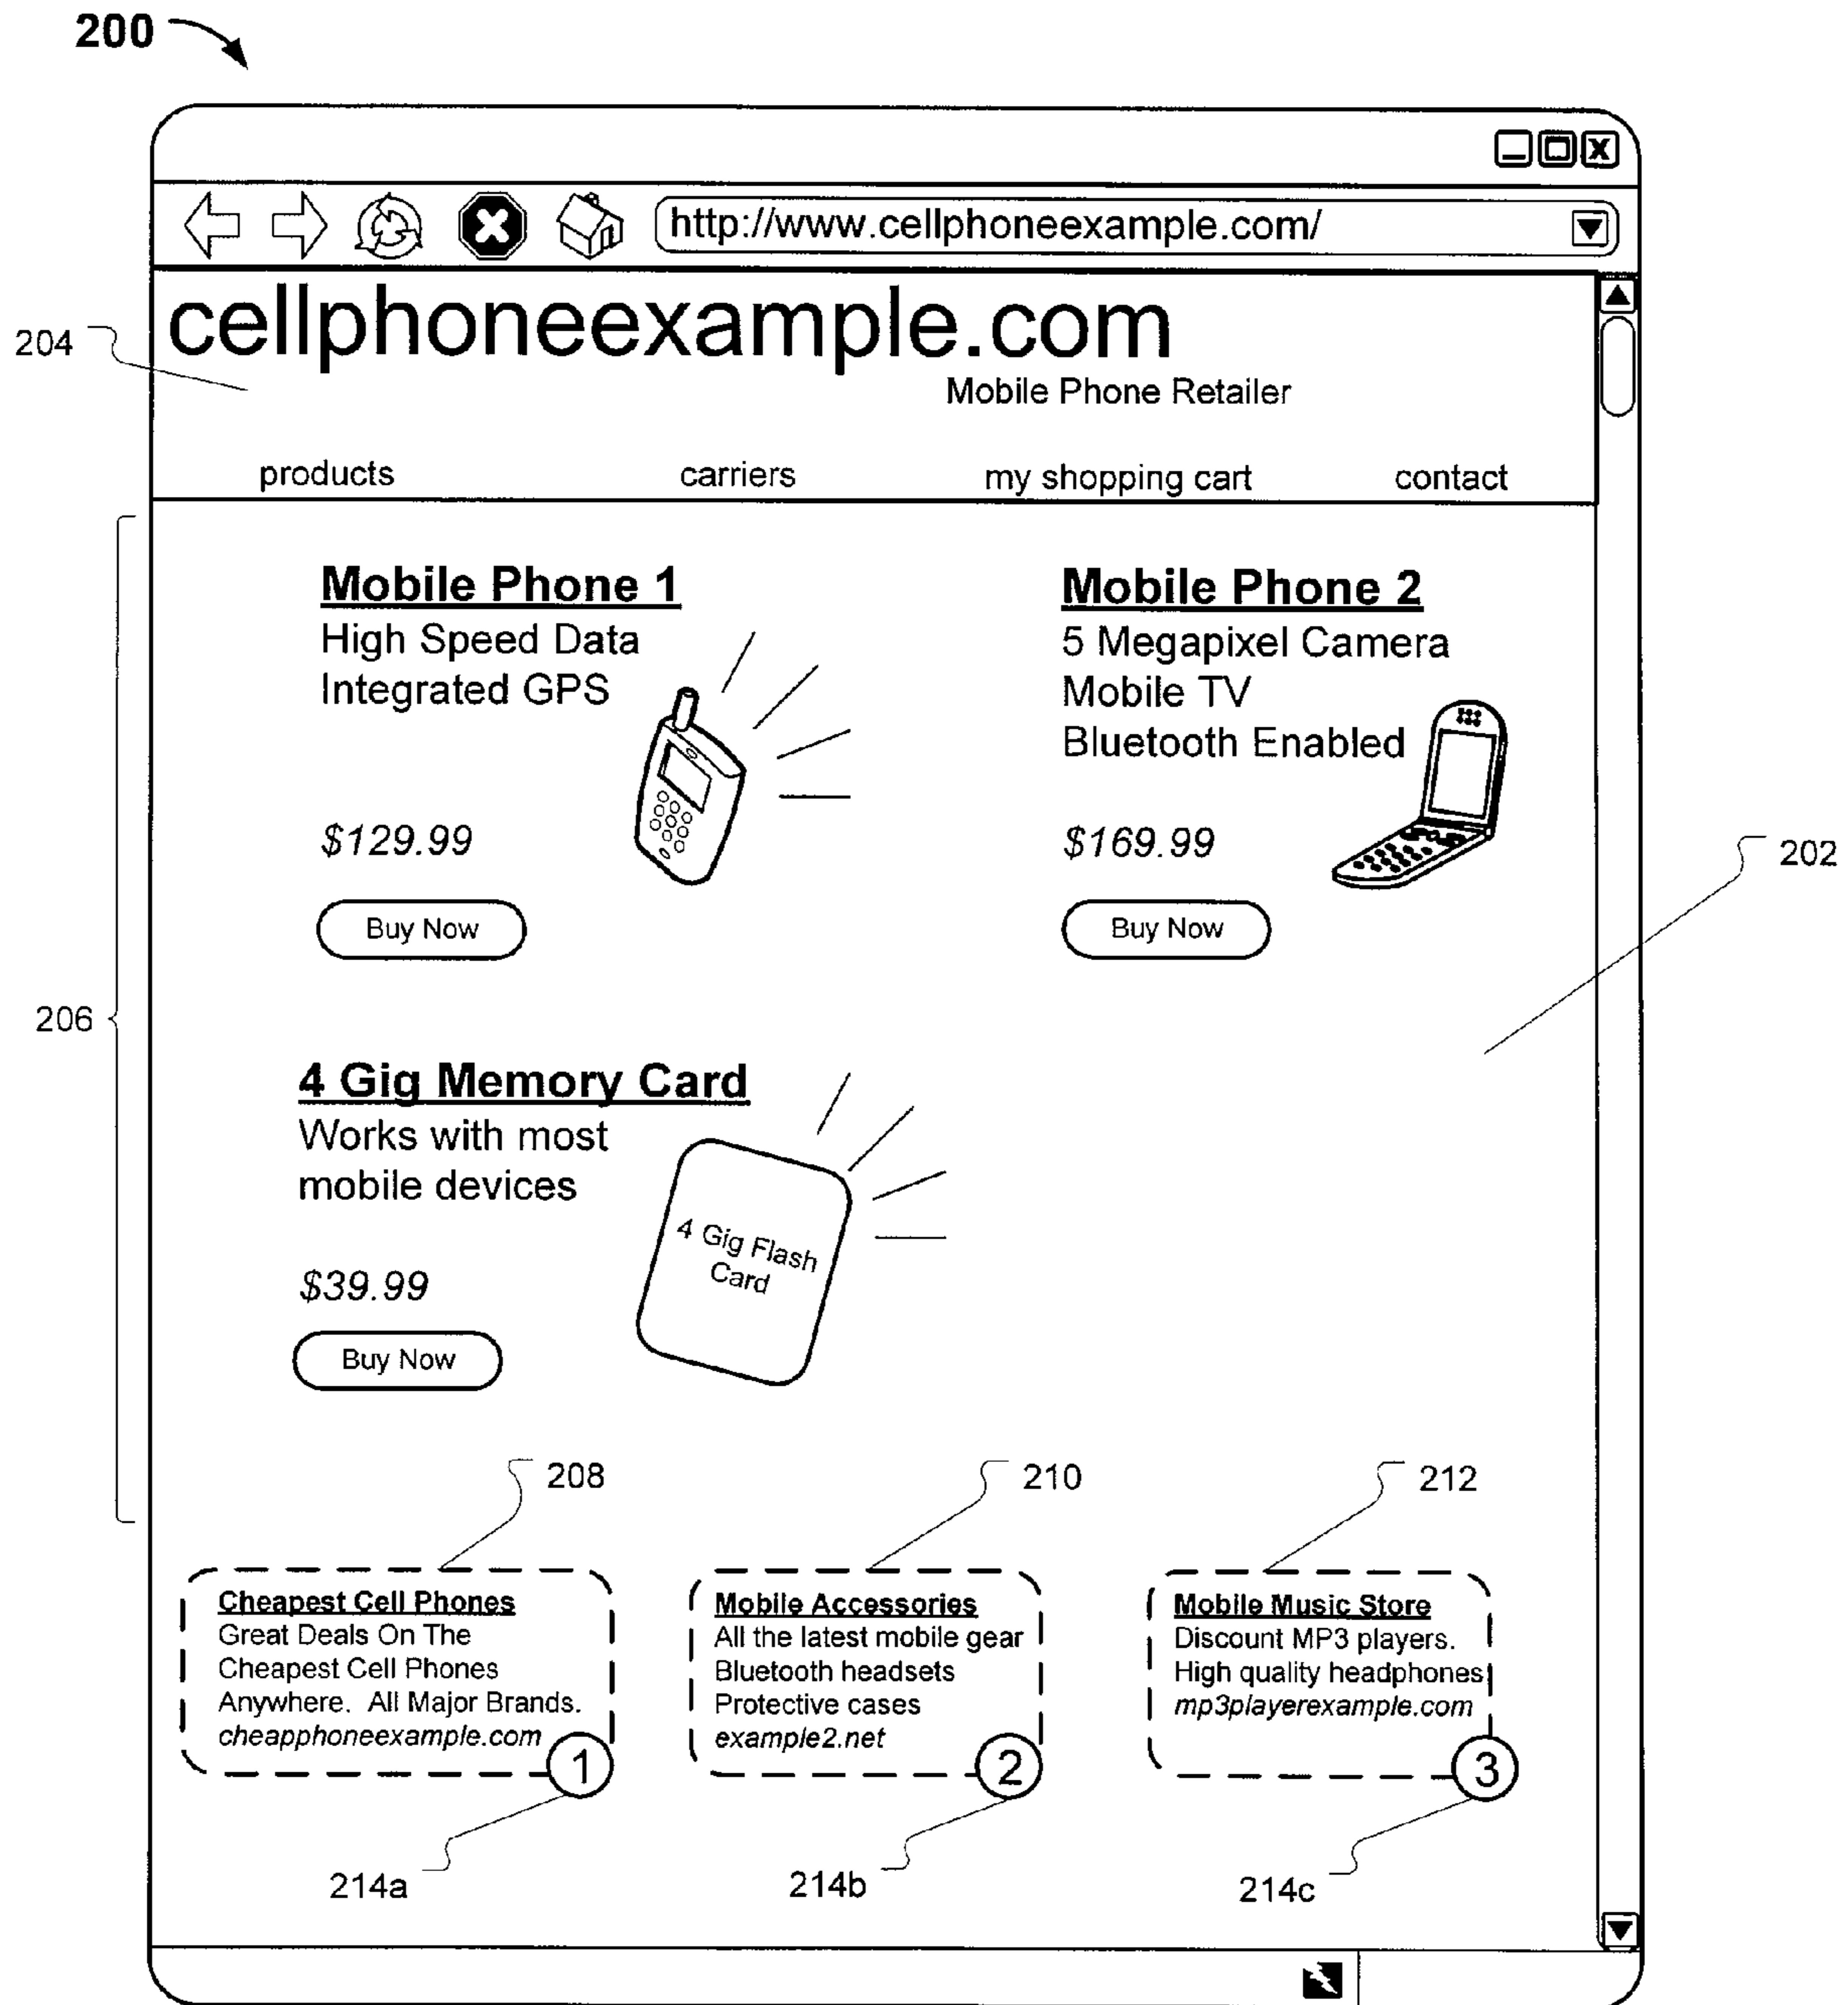 200
http://www.cellphoneexample.com/
cellphoneexample.com
204
Mobile Phone Retailer
products carriers my shopping cart contact
Mobile Phone 1
High Speed Data
Integrated GPS
$129.99
Buy Now
Mobile Phone 2
5 Megapixel Camera
Mobile TV
Bluetooth Enabled
$169.99
Buy Now
202
206
4 Gig Memory Card
Works with most
mobile devices
$39.99
Buy Now
4 Gig Flash
Card
208
210
212
Cheapest Cell Phones
Great Deals On The
Cheapest Cell Phones
Anywhere. All Major Brands.
cheapphoneexample.com
1
Mobile Accessories
All the latest mobile gear
Bluetooth headsets
Protective cases
example2.net
2
Mobile Music Store
Discount MP3 players.
High quality headphones
mp3playerexample.com
3
214a
214b
214c